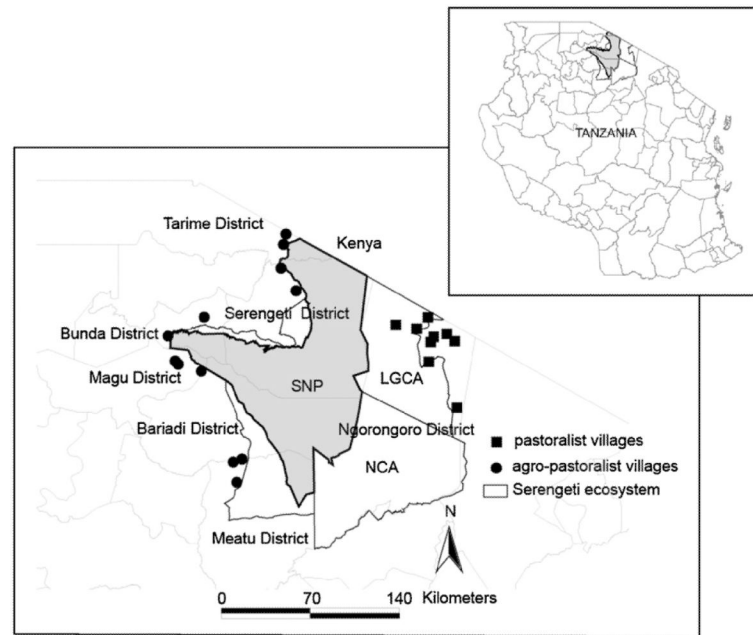 TANZANIA
Tarime District
Kenya
Serengeti District
Bunda District
Magu District
SNP
LGCA
Bariadi District
Ngorongoro District
NCA
Meatu District
pastoralist villages
agro-pastoralist villages
Serengeti ecosystem
N
0 70 140 Kilometers